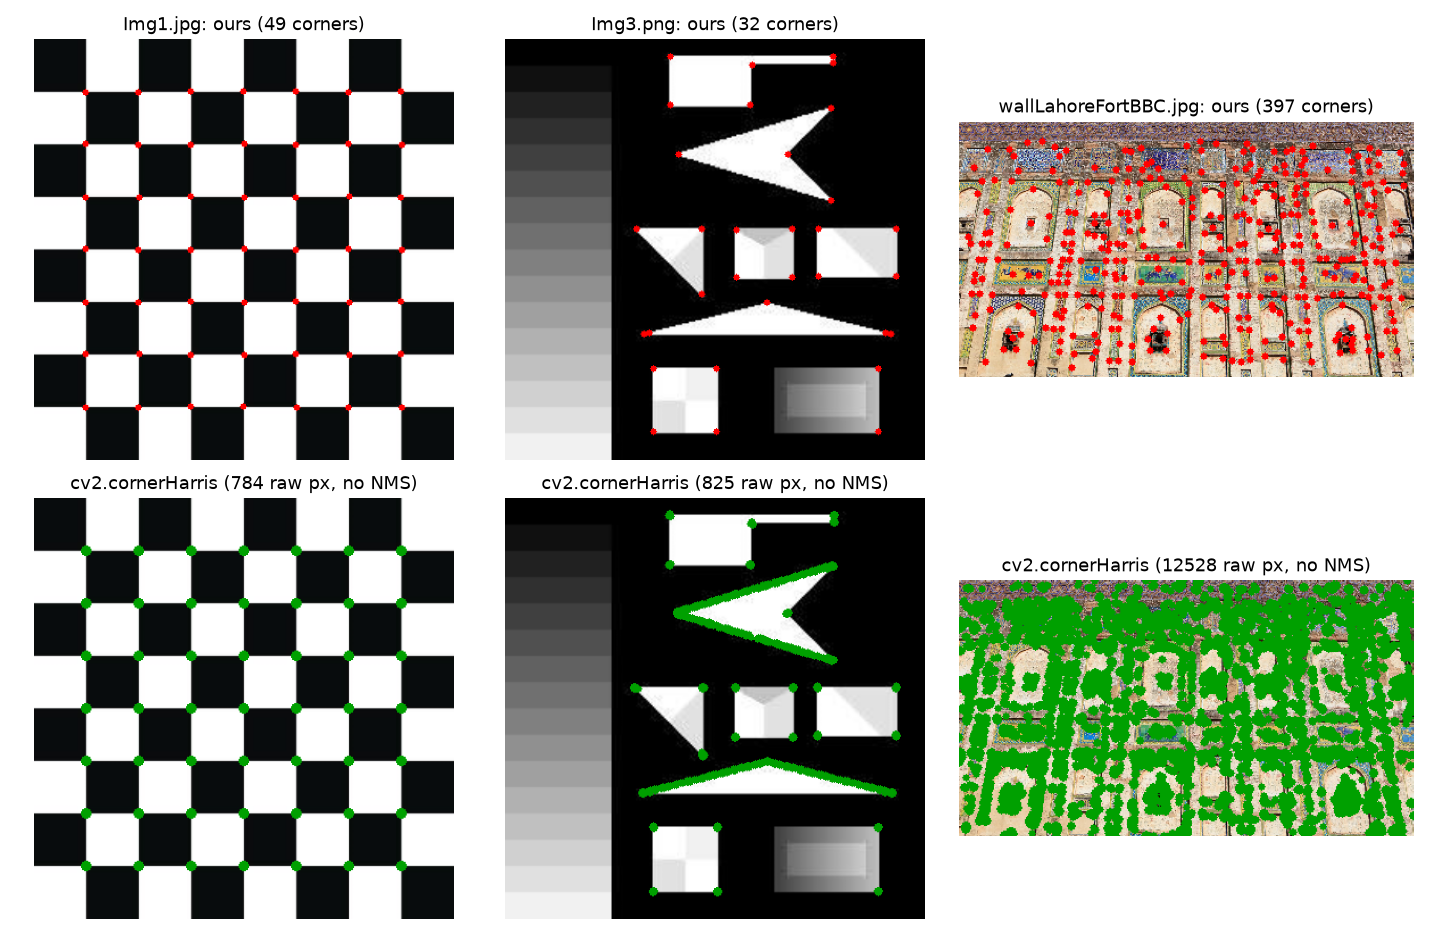 Img1.jpg: ours (49 corners)
Img3.png: ours (32 corners)
wallLahoreFortBBC.jpg: ours (397 corners)
cv2.cornerHarris (784 raw px, no NMS)
cv2.cornerHarris (825 raw px, no NMS)
cv2.cornerHarris (12528 raw px, no NMS)